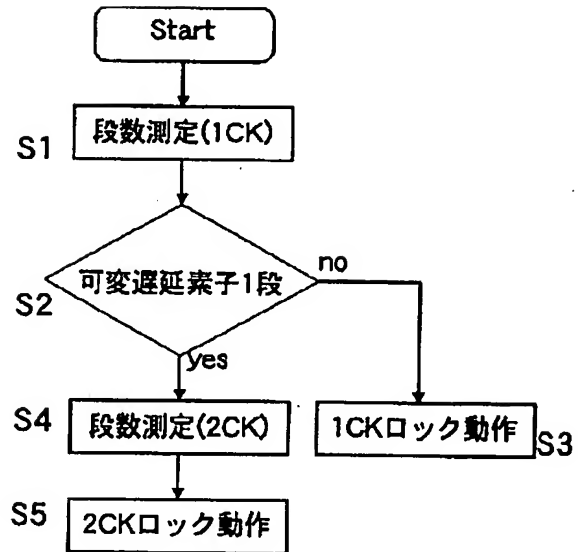 Start
S1
段数測定(1CK)
S2
可変遅延素子1段
no
yes
S4
段数測定(2CK)
1CKロック動作
S3
S5
2CKロック動作